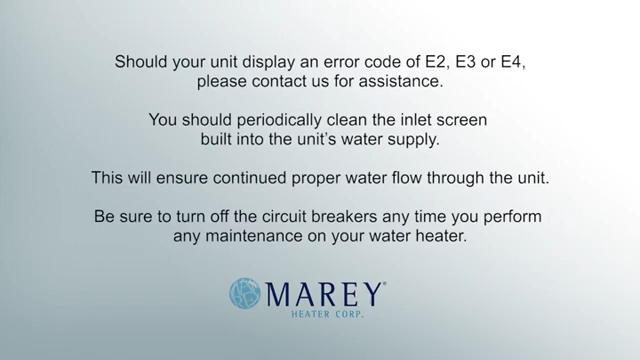 Should your unit display an error code of E2, E3 or E4,
please contact us for assistance.
You should periodically clean the inlet screen
built into the unit's water supply.
This will ensure continued proper water flow through the unit.
Be sure to turn off the circuit breakers any time you perform
any maintenance on your water heater.
MAREY®
HEATER CORP.